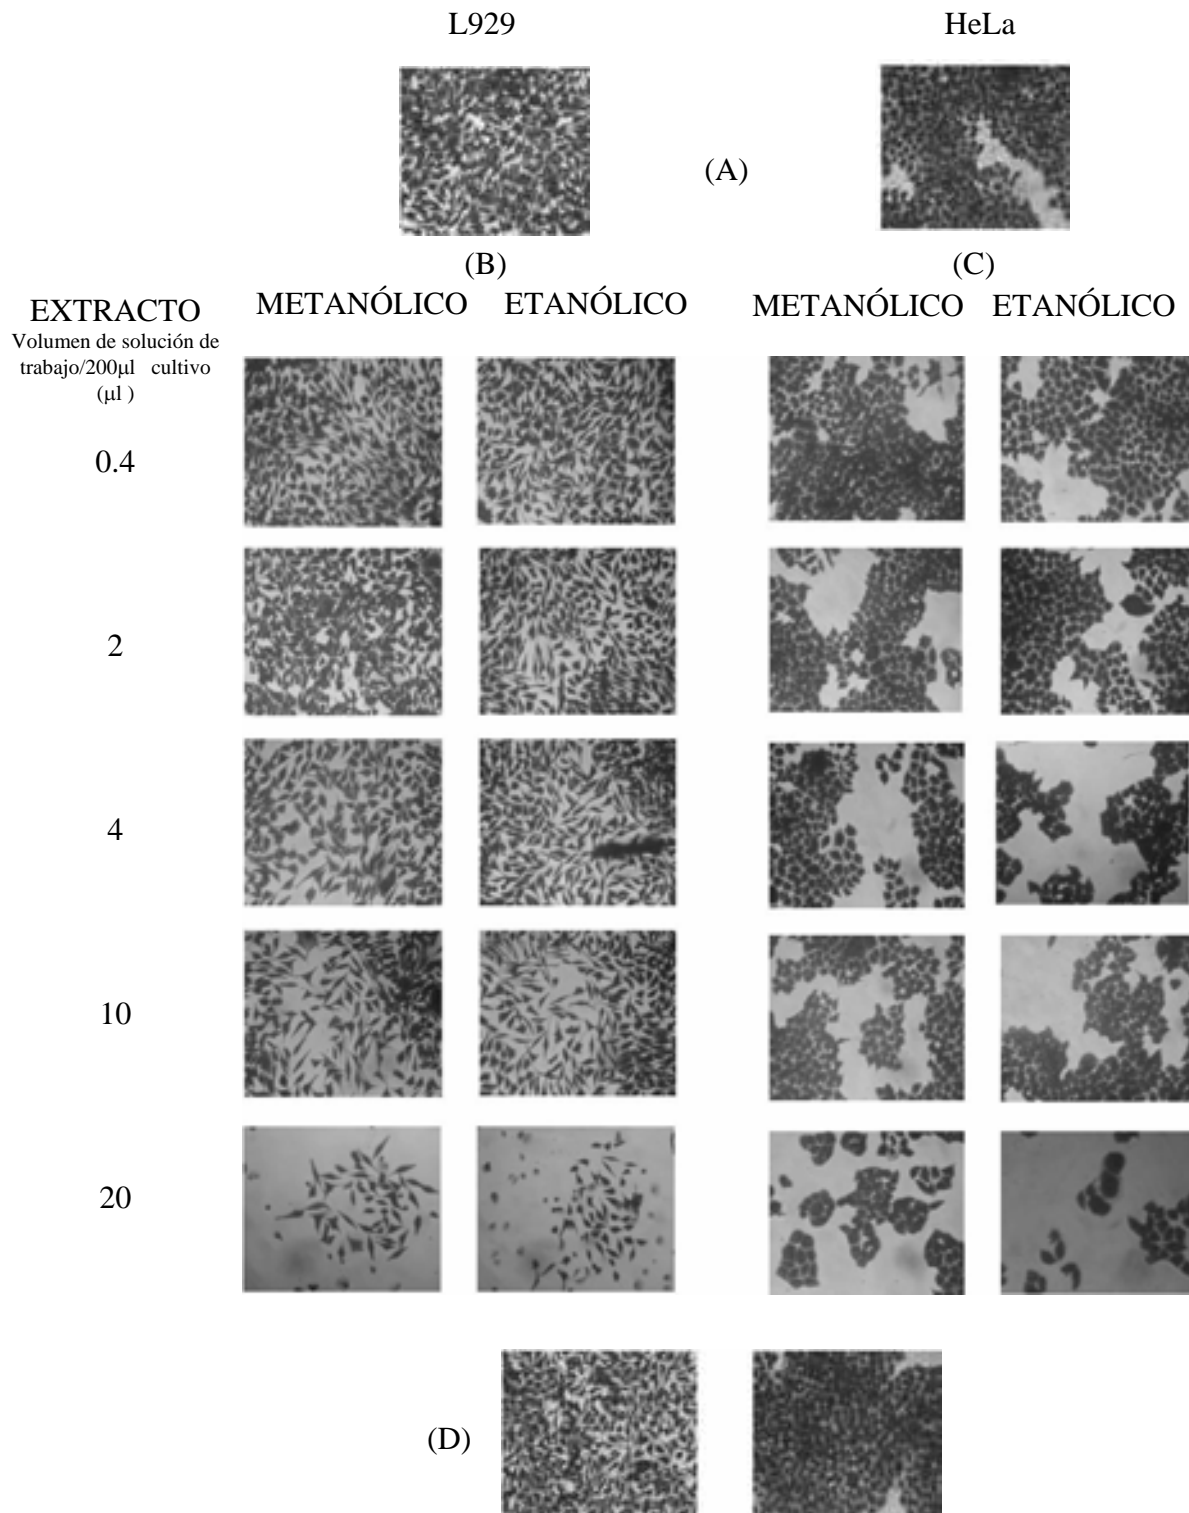 L929
HeLa
(A)
(B)
(C)
EXTRACTO
METANÓLICO
ETANÓLICO
METANÓLICO
ETANÓLICO
Volumen de solución de
trabajo/200μl cultivo
(μl )
0.4
2
4
10
20
(D)